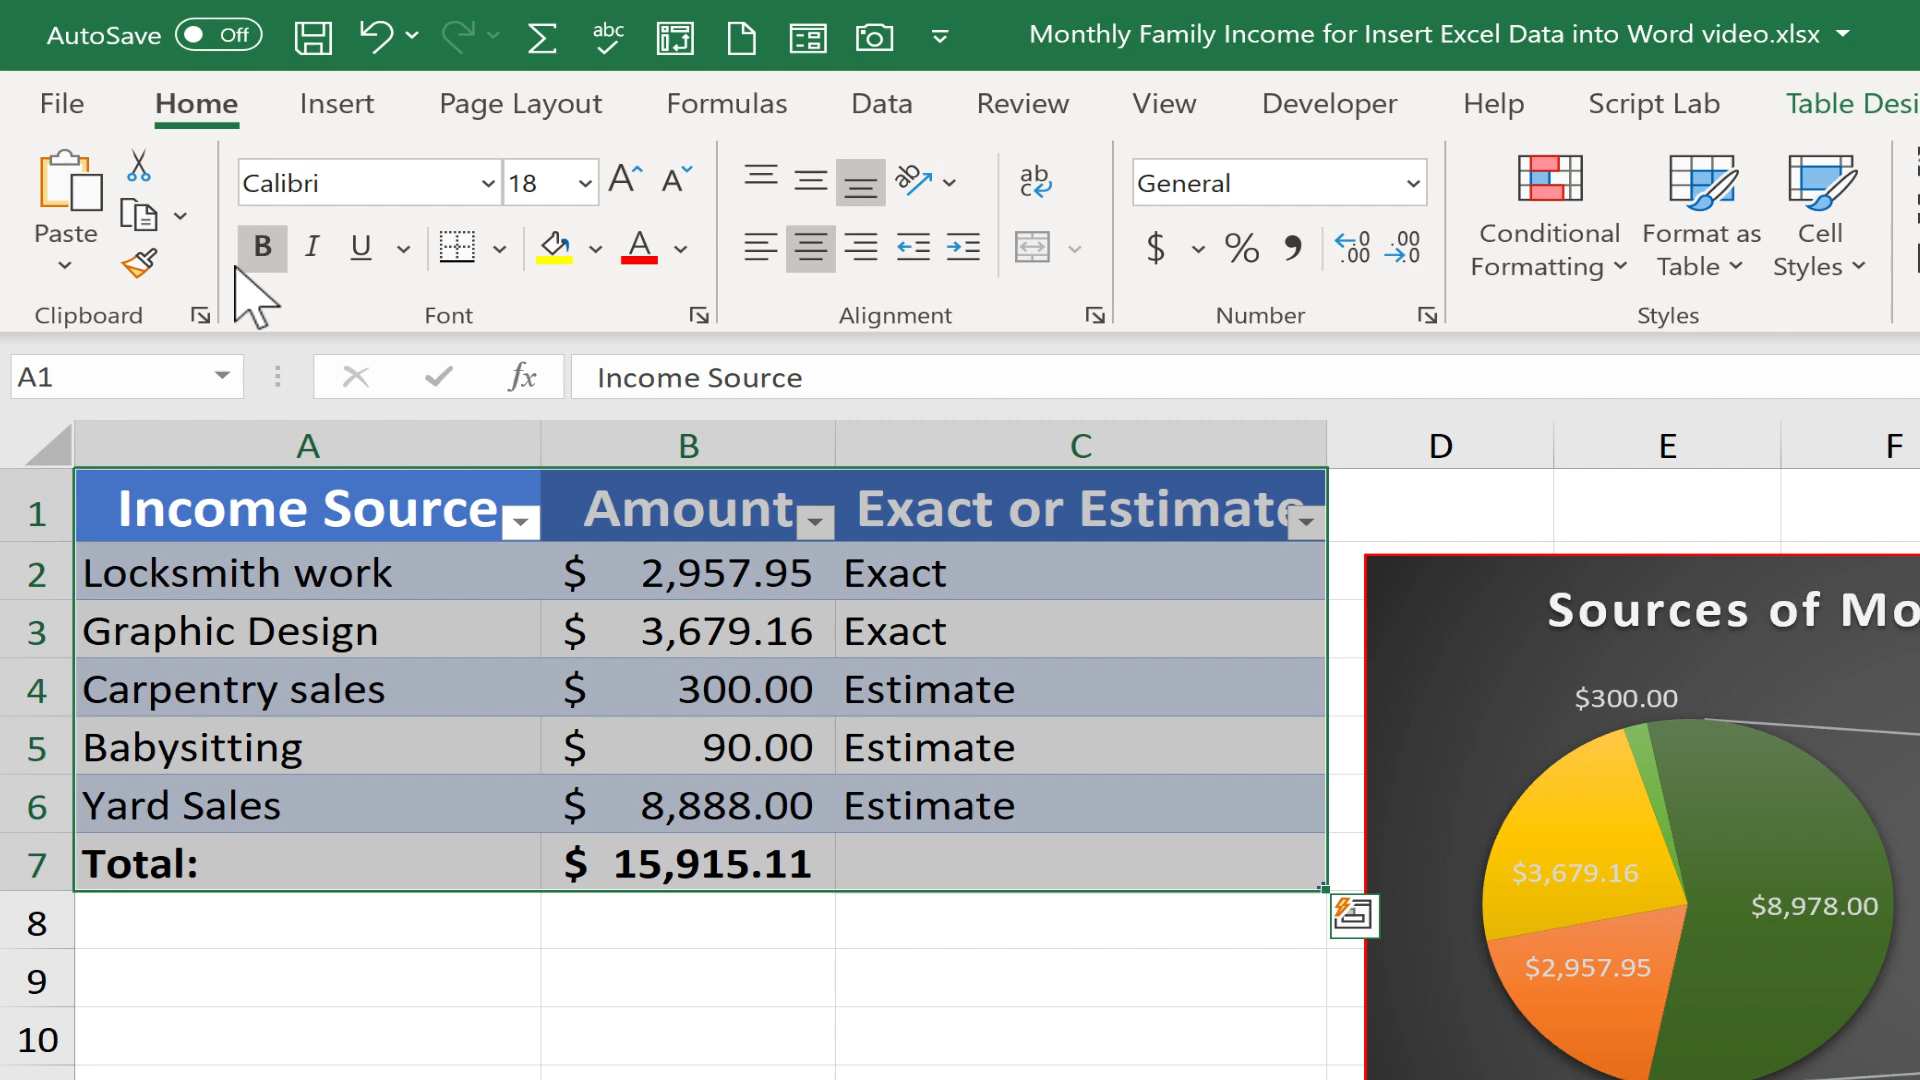 AutoSave Off abc Monthly Family Income for Insert Excel Data into Word video.xlsx
File Home Insert Page Layout Formulas Data Review View Developer Help Script Lab Table Desi
Paste
Calibri 18 A A
B I U A
ab
c
General
$ % , .00 .0
Conditional Formatting
Format as Table
Cell Styles
Clipboard Font Alignment Number Styles
A1 fx Income Source
A B C D E F
1 Income Source Amount Exact or Estimate
2 Locksmith work $ 2,957.95 Exact
3 Graphic Design $ 3,679.16 Exact
4 Carpentry sales $ 300.00 Estimate
5 Babysitting $ 90.00 Estimate
6 Yard Sales $ 8,888.00 Estimate
7 Total: $ 15,915.11
8
9
10
Sources of Mo
$300.00
$3,679.16
$8,978.00
$2,957.95